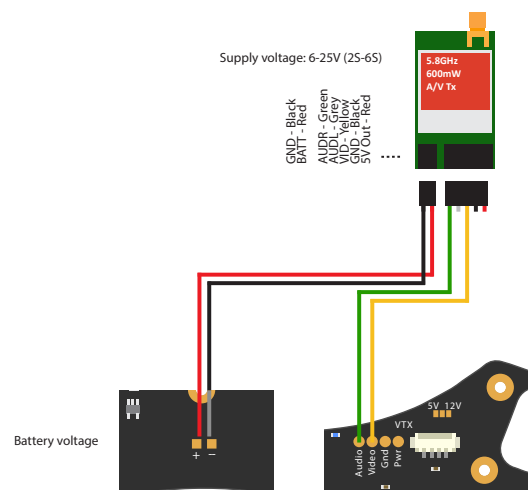 Supply voltage: 6-25V (2S-6S)
5.8GHz
600mW
A/V Tx
GND - Black
BATT - Red
AUDR - Green
AUDL - Grey
VID - Yellow
GND - Black
5V Out - Red
....
Battery voltage
+ −
5V 12V
VTX
Audio
Video
Gnd
Pwr